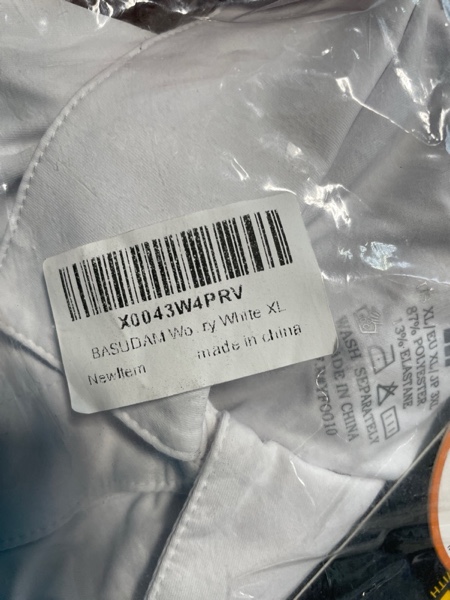 X0043W4PRV
BASUDAM ry White XL
NewItem made in china
XL/EU XL/JP 3XL
87% POLYESTER
13% ELASTANE
WASH SEPARATELY
MADE IN CHINA